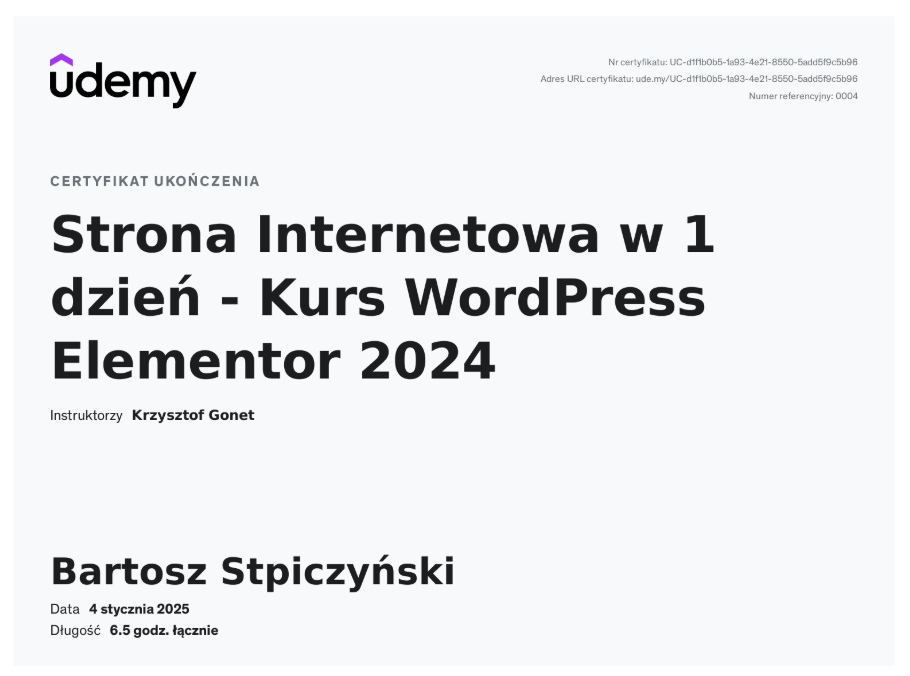 udemy
Nr certyfikatu: UC-d1f1b0b5-1a93-4e21-8550-5add5f9c5b96
Adres URL certyfikatu: ude.my/UC-d1f1b0b5-1a93-4e21-8550-5add5f9c5b96
Numer referencyjny: 0004
CERTYFIKAT UKOŃCZENIA
Strona Internetowa w 1
dzień - Kurs WordPress
Elementor 2024
Instruktorzy Krzysztof Gonet
Bartosz Stpiczyński
Data 4 stycznia 2025
Długość 6.5 godz. łącznie